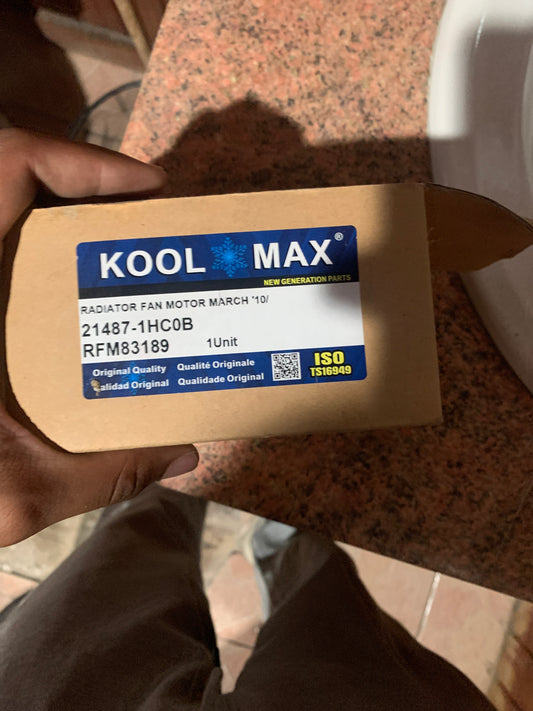 KOOL MAX®
NEW GENERATION PARTS
RADIATOR FAN MOTOR MARCH '10/
21487-1HC0B
RFM83189 1Unit
Original Quality Qualité Originale
Calidad Original Qualidade Original
ISO
TS16949